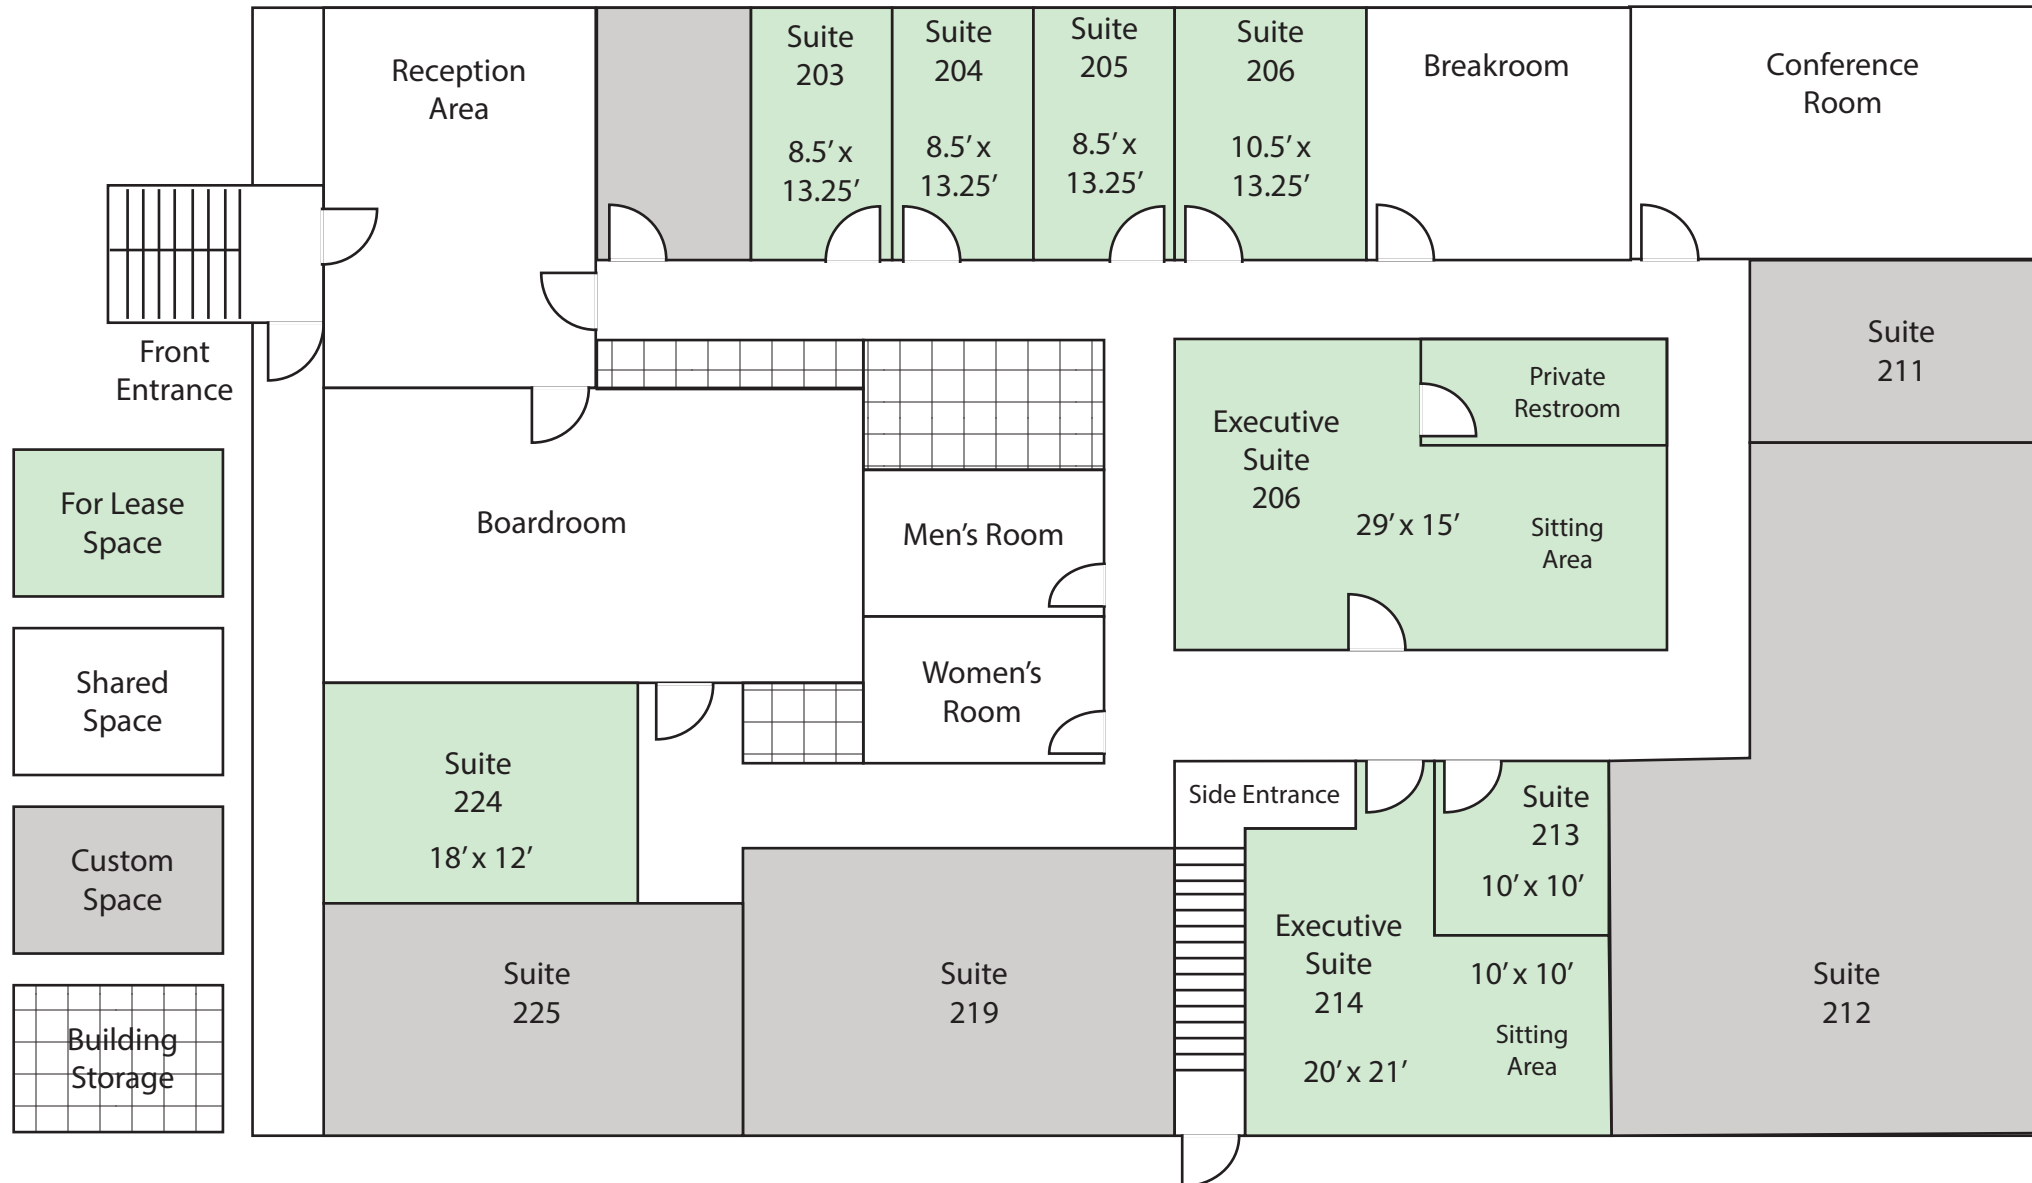 Reception
Area
Suite
203
8.5’ x
13.25’
Suite
204
8.5’ x
13.25’
Suite
205
8.5’ x
13.25’
Suite
206
10.5’ x
13.25’
Breakroom
Conference
Room
Front
Entrance
Suite
211
Private
Restroom
Executive
Suite
206
29’ x 15’
Sitting
Area
For Lease
Space
Boardroom
Men’s Room
Shared
Space
Women’s
Room
Suite
224
18’ x 12’
Side Entrance
Suite
213
10’ x 10’
Custom
Space
Executive
Suite
214
10’ x 10’
Sitting
Area
20’ x 21’
Suite
225
Suite
219
Suite
212
Building
Storage